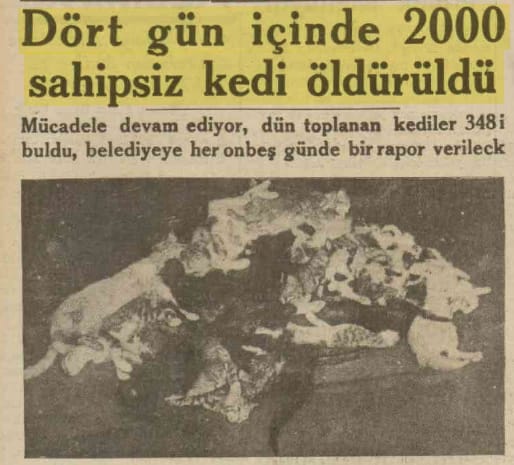 Dört gün içinde 2000
sahipsiz kedi öldürüldü
Mücadele devam ediyor, dün toplanan kediler 348 i
buldu, belediyeye her onbeş günde bir rapor verileck